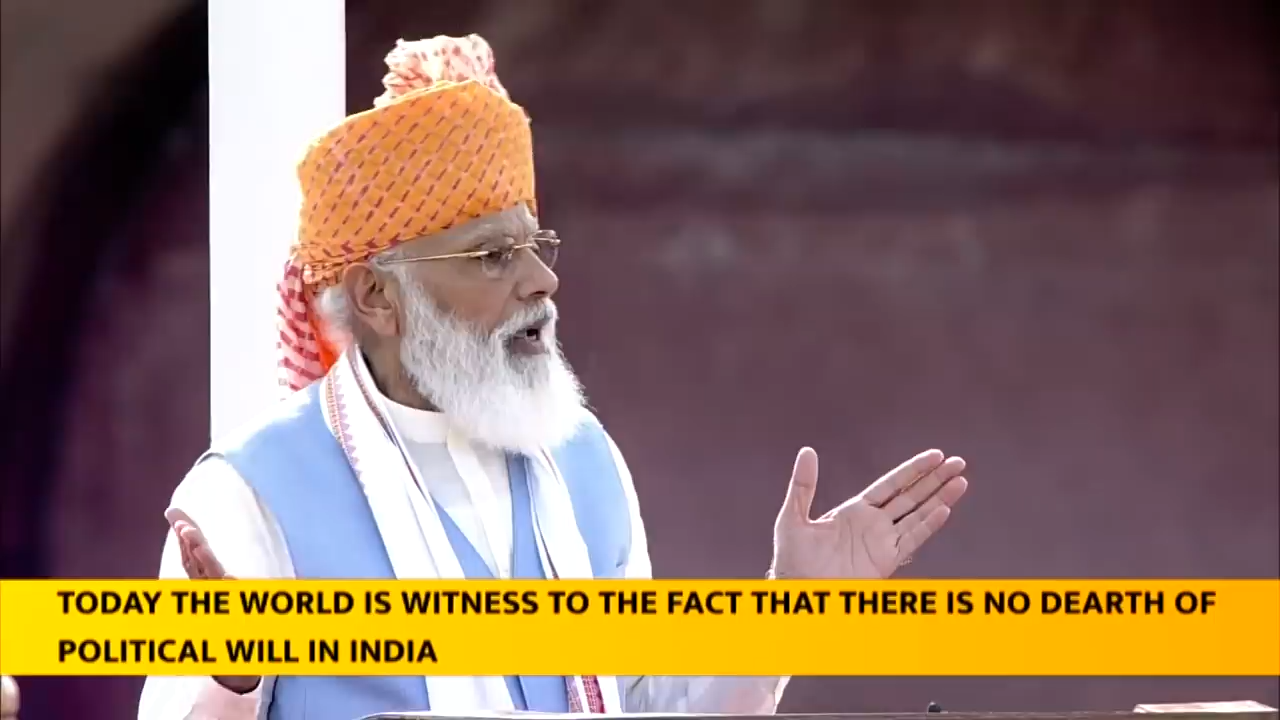 TODAY THE WORLD IS WITNESS TO THE FACT THAT THERE IS NO DEARTH OF
POLITICAL WILL IN INDIA